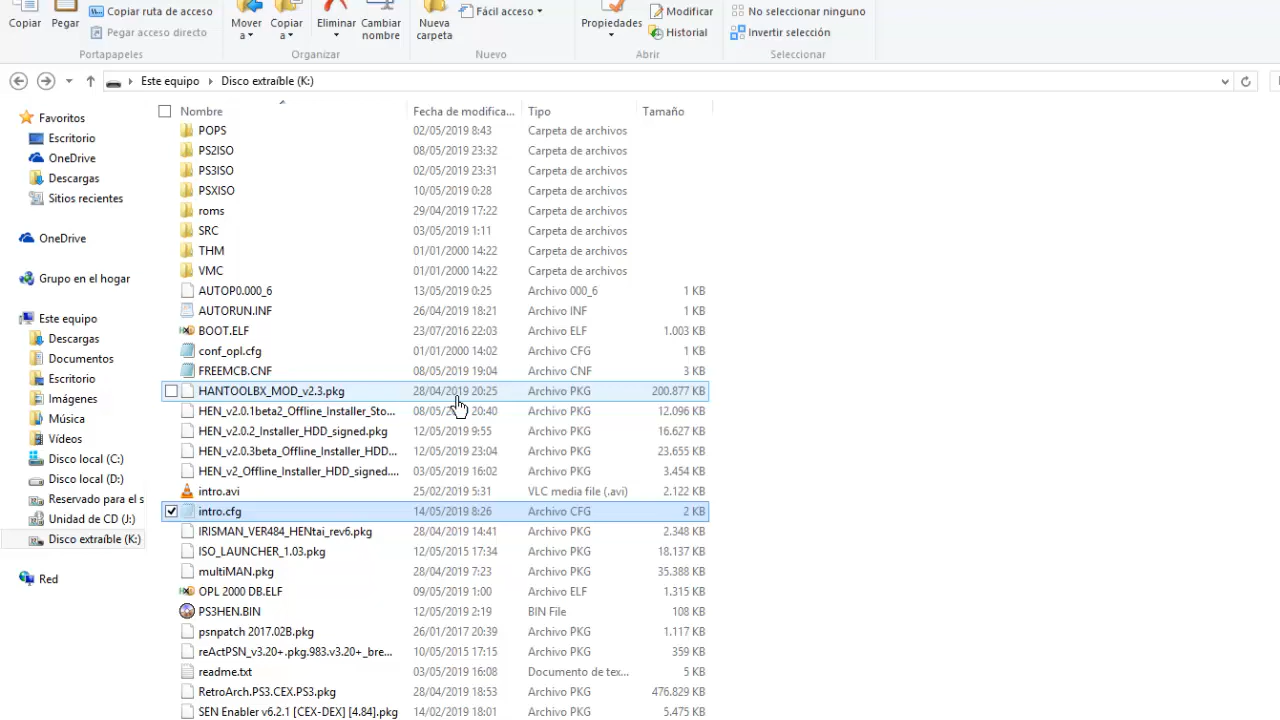 Copiar Pegar Copiar ruta de acceso Pegar acceso directo
Portapapeles
Mover a Copiar a Eliminar Cambiar nombre
Organizar
Nueva carpeta Fácil acceso
Nuevo
Propiedades Modificar Historial
Abrir
No seleccionar ninguno
Invertir selección
Seleccionar
Este equipo Disco extraíble (K:)
Favoritos
Escritorio
OneDrive
Descargas
Sitios recientes
OneDrive
Grupo en el hogar
Este equipo
Descargas
Documentos
Escritorio
Imágenes
Música
Vídeos
Disco local (C:)
Disco local (D:)
Reservado para el s
Unidad de CD (J:)
Disco extraíble (K:)
Red
Nombre Fecha de modifica... Tipo Tamaño
POPS 02/05/2019 8:43 Carpeta de archivos
PS2ISO 08/05/2019 23:32 Carpeta de archivos
PS3ISO 02/05/2019 23:31 Carpeta de archivos
PSXISO 10/05/2019 0:28 Carpeta de archivos
roms 29/04/2019 17:22 Carpeta de archivos
SRC 03/05/2019 1:11 Carpeta de archivos
THM 01/01/2000 14:22 Carpeta de archivos
VMC 01/01/2000 14:22 Carpeta de archivos
AUTOP0.000_6 13/05/2019 0:25 Archivo 000_6 1 KB
AUTORUN.INF 26/04/2019 18:21 Archivo INF 1 KB
BOOT.ELF 23/07/2016 22:03 Archivo ELF 1.003 KB
conf_opl.cfg 01/01/2000 14:02 Archivo CFG 1 KB
FREEMCB.CNF 08/05/2019 19:04 Archivo CNF 3 KB
HANTOOLBX_MOD_v2.3.pkg 28/04/2019 20:25 Archivo PKG 200.877 KB
HEN_v2.0.1beta2_Offline_Installer_Sto... 20:40 Archivo PKG 12.096 KB
HEN_v2.0.2_Installer_HDD_signed.pkg 12/05/2019 9:55 Archivo PKG 16.627 KB
HEN_v2.0.3beta_Offline_Installer_HDD... 12/05/2019 23:04 Archivo PKG 23.655 KB
HEN_v2_Offline_Installer_HDD_signed.... 03/05/2019 16:02 Archivo PKG 3.454 KB
intro.avi 25/02/2019 5:31 VLC media file (.avi) 2.122 KB
intro.cfg 14/05/2019 8:26 Archivo CFG 2 KB
IRISMAN_VER484_HENtai_rev6.pkg 28/04/2019 14:41 Archivo PKG 2.348 KB
ISO_LAUNCHER_1.03.pkg 12/05/2015 17:34 Archivo PKG 18.137 KB
multiMAN.pkg 28/04/2019 7:23 Archivo PKG 35.388 KB
OPL 2000 DB.ELF 09/05/2019 1:00 Archivo ELF 1.315 KB
PS3HEN.BIN 12/05/2019 2:19 BIN File 108 KB
psnpatch 2017.02B.pkg 26/01/2017 20:39 Archivo PKG 1.117 KB
reActPSN_v3.20+.pkg.983.v3.20+_bre... 10/05/2015 17:15 Archivo PKG 359 KB
readme.txt 03/05/2019 16:08 Documento de tex... 5 KB
RetroArch.PS3.CEX.PS3.pkg 28/04/2019 18:53 Archivo PKG 476.829 KB
SEN Enabler v6.2.1 [CEX-DEX] [4.84].pkg 14/02/2019 18:01 Archivo PKG 5.475 KB